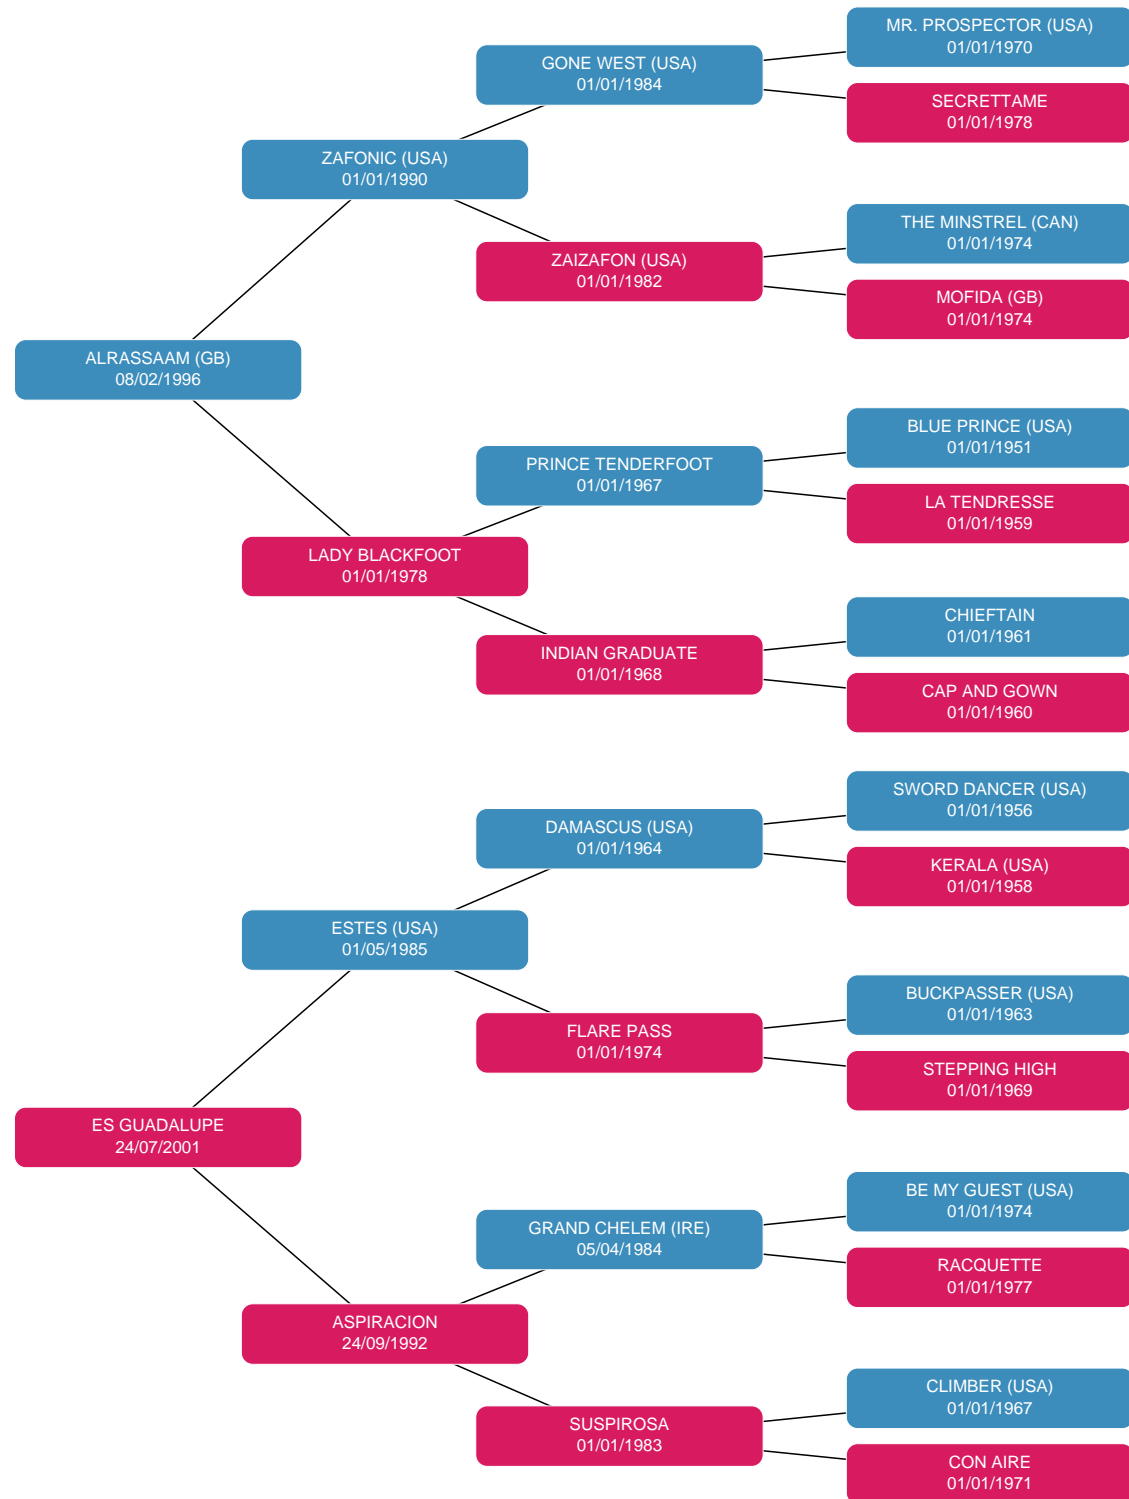 MR. PROSPECTOR (USA)
01/01/1970
GONE WEST (USA)
01/01/1984
SECRETTAME
01/01/1978
ZAFONIC (USA)
01/01/1990
THE MINSTREL (CAN)
01/01/1974
ZAIZAFON (USA)
01/01/1982
MOFIDA (GB)
01/01/1974
ALRASSAAM (GB)
08/02/1996
BLUE PRINCE (USA)
01/01/1951
PRINCE TENDERFOOT
01/01/1967
LA TENDRESSE
01/01/1959
LADY BLACKFOOT
01/01/1978
CHIEFTAIN
01/01/1961
INDIAN GRADUATE
01/01/1968
CAP AND GOWN
01/01/1960
SWORD DANCER (USA)
01/01/1956
DAMASCUS (USA)
01/01/1964
KERALA (USA)
01/01/1958
ESTES (USA)
01/05/1985
BUCKPASSER (USA)
01/01/1963
FLARE PASS
01/01/1974
STEPPING HIGH
01/01/1969
ES GUADALUPE
24/07/2001
BE MY GUEST (USA)
01/01/1974
GRAND CHELEM (IRE)
05/04/1984
RACQUETTE
01/01/1977
ASPIRACION
24/09/1992
CLIMBER (USA)
01/01/1967
SUSPIROSA
01/01/1983
CON AIRE
01/01/1971